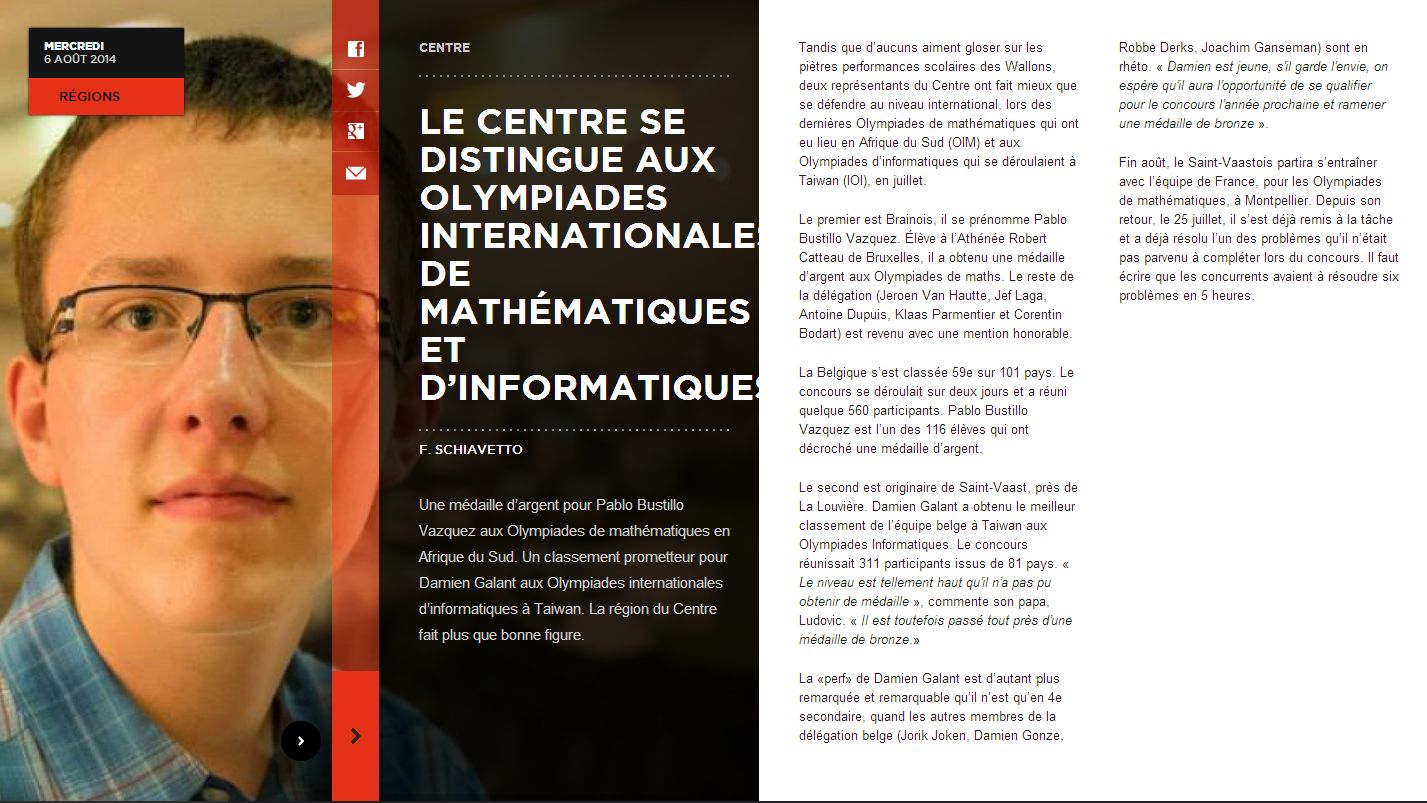 MERCREDI
6 AOÛT 2014
RÉGIONS
CENTRE
LE CENTRE SE
DISTINGUE AUX
OLYMPIADES
INTERNATIONALES
DE
MATHÉMATIQUES
ET
D’INFORMATIQUES
F. SCHIAVETTO
Une médaille d’argent pour Pablo Bustillo
Vazquez aux Olympiades de mathématiques en
Afrique du Sud. Un classement prometteur pour
Damien Galant aux Olympiades internationales
d’informatiques à Taiwan. La région du Centre
fait plus que bonne figure.
Tandis que d’aucuns aiment gloser sur les
piètres performances scolaires des Wallons,
deux représentants du Centre ont fait mieux que
se défendre au niveau international, lors des
dernières Olympiades de mathématiques qui ont
eu lieu en Afrique du Sud (OIM) et aux
Olympiades d’informatiques qui se déroulaient à
Taiwan (IOI), en juillet.
Le premier est Brainois, il se prénomme Pablo
Bustillo Vazquez. Élève à l’Athénée Robert
Catteau de Bruxelles, il a obtenu une médaille
d’argent aux Olympiades de maths. Le reste de
la délégation (Jeroen Van Hautte, Jef Laga,
Antoine Dupuis, Klaas Parmentier et Corentin
Bodart) est revenu avec une mention honorable.
La Belgique s’est classée 59e sur 101 pays. Le
concours se déroulait sur deux jours et a réuni
quelque 560 participants. Pablo Bustillo
Vazquez est l’un des 116 élèves qui ont
décroché une médaille d’argent.
Le second est originaire de Saint-Vaast, près de
La Louvière. Damien Galant a obtenu le meilleur
classement de l’équipe belge à Taiwan aux
Olympiades Informatiques. Le concours
réunissait 311 participants issus de 81 pays. «
Le niveau est tellement haut qu’il n’a pas pu
obtenir de médaille », commente son papa,
Ludovic. « Il est toutefois passé tout près d’une
médaille de bronze.»
La «perf» de Damien Galant est d’autant plus
remarquée et remarquable qu’il n’est qu’en 4e
secondaire, quand les autres membres de la
délégation belge (Jorik Joken, Damien Gonze,
Robbe Derks, Joachim Ganseman) sont en
rhéto. « Damien est jeune, s’il garde l’envie, on
espère qu’il aura l’opportunité de se qualifier
pour le concours l’année prochaine et ramener
une médaille de bronze ».
Fin août, le Saint-Vaastois partira s’entraîner
avec l’équipe de France, pour les Olympiades
de mathématiques, à Montpellier. Depuis son
retour, le 25 juillet, il s’est déjà remis à la tâche
et a déjà résolu l’un des problèmes qu’il n’était
pas parvenu à compléter lors du concours. Il faut
écrire que les concurrents avaient à résoudre six
problèmes en 5 heures.